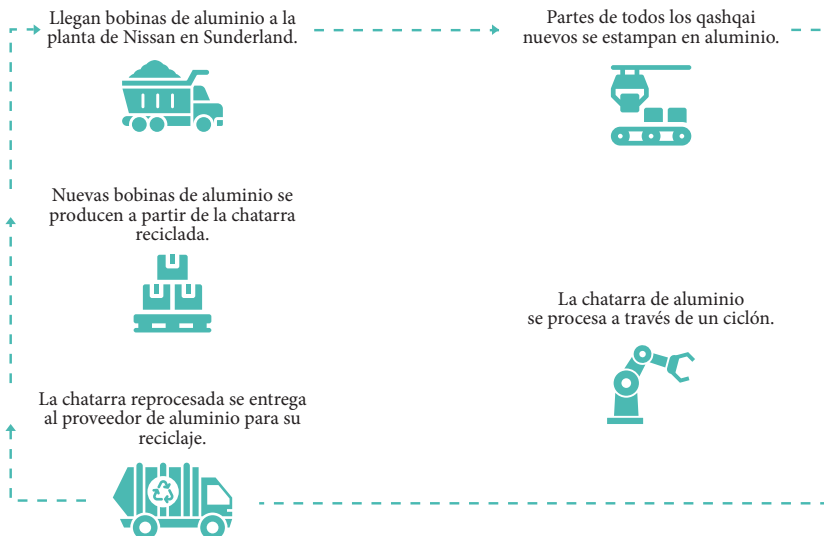 Llegan bobinas de aluminio a la
planta de Nissan en Sunderland.
Partes de todos los qashqai
nuevos se estampan en aluminio.
Nuevas bobinas de aluminio se
producen a partir de la chatarra
reciclada.
La chatarra de aluminio
se procesa a través de un ciclón.
La chatarra reprocesada se entrega
al proveedor de aluminio para su
reciclaje.